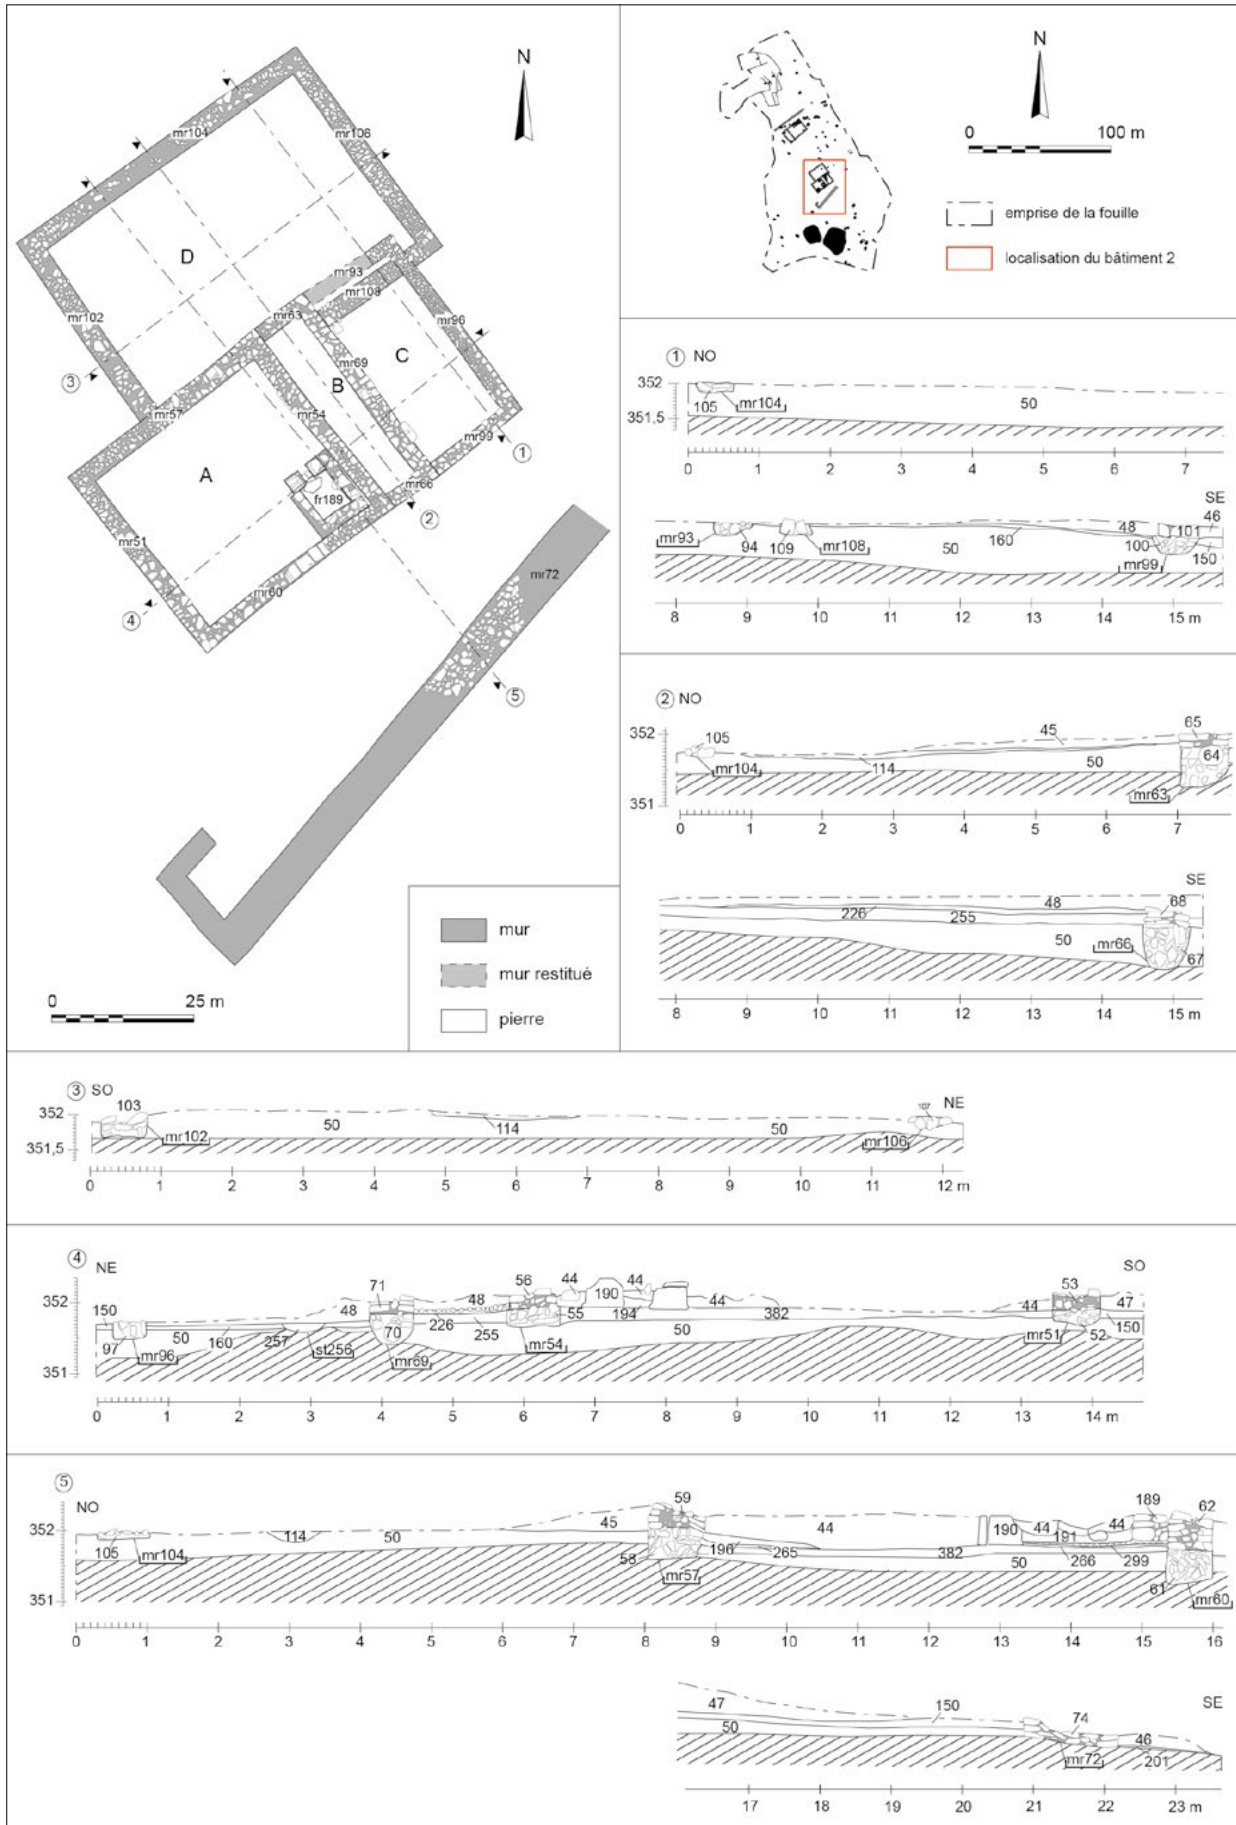 N
mr104
mr106
D
mr93
mr108
mr102
mr63
mr96
C
mr69
3
B
mr57
mr54
mr99
1
A
mr66
fr189
2
mr51
mr72
mr60
4
5
mur
mur restitué
pierre
0 25 m
N
0 100 m
emprise de la fouille
localisation du bâtiment 2
1 NO
352
105 mr104 50
351,5
0 1 2 3 4 5 6 7
SE
mr93 94 109 mr108 50 160 48 101 46
100 150
mr99
8 9 10 11 12 13 14 15 m
2 NO
65
352 105 45 64
mr104 114 50
351 mr63
0 1 2 3 4 5 6 7
SE
48 68
226 255
50 mr66 67
8 9 10 11 12 13 14 15 m
3 SO
NE
352 103 107
50 114 50
351,5 mr102 mr106
0 1 2 3 4 5 6 7 8 9 10 11 12 m
4 NE SO
352 150 48 71 48 56 44 190 44 44 44 53 47
226 55 194 382 150
50 160 257 70 255 50 52
97 mr96 st256 mr69 mr54 mr51
351
0 1 2 3 4 5 6 7 8 9 10 11 12 13 14 m
5
NO
59 189 62
352 114 50 45 44 190 44 191 44
105 mr104 58 196 265 382 50 266 299
mr57 61 mr60
351
0 1 2 3 4 5 6 7 8 9 10 11 12 13 14 15 16
SE
47 150
50 74 46
mr72 201
17 18 19 20 21 22 23 m